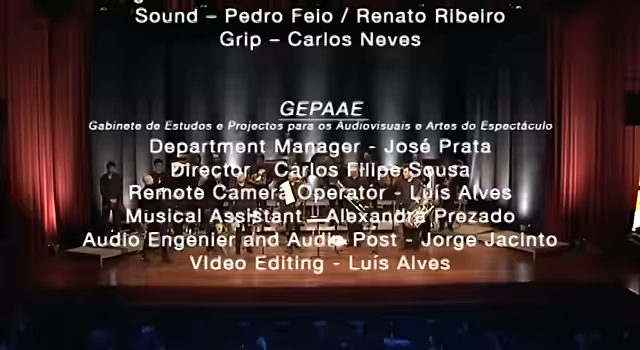 Sound – Pedro Feio / Renato Ribeiro
Grip – Carlos Neves
GEPAAE
Gabinete de Estudos e Projectos para os Audiovisuais e Artes do Espectáculo
Department Manager - José Prata
Director - Carlos Filipe Sousa
Remote Camera Operator - Luís Alves
Musical Assistant - Alexandra Prezado
Audio Engenier and Audio Post - Jorge Jacinto
Video Editing - Luís Alves